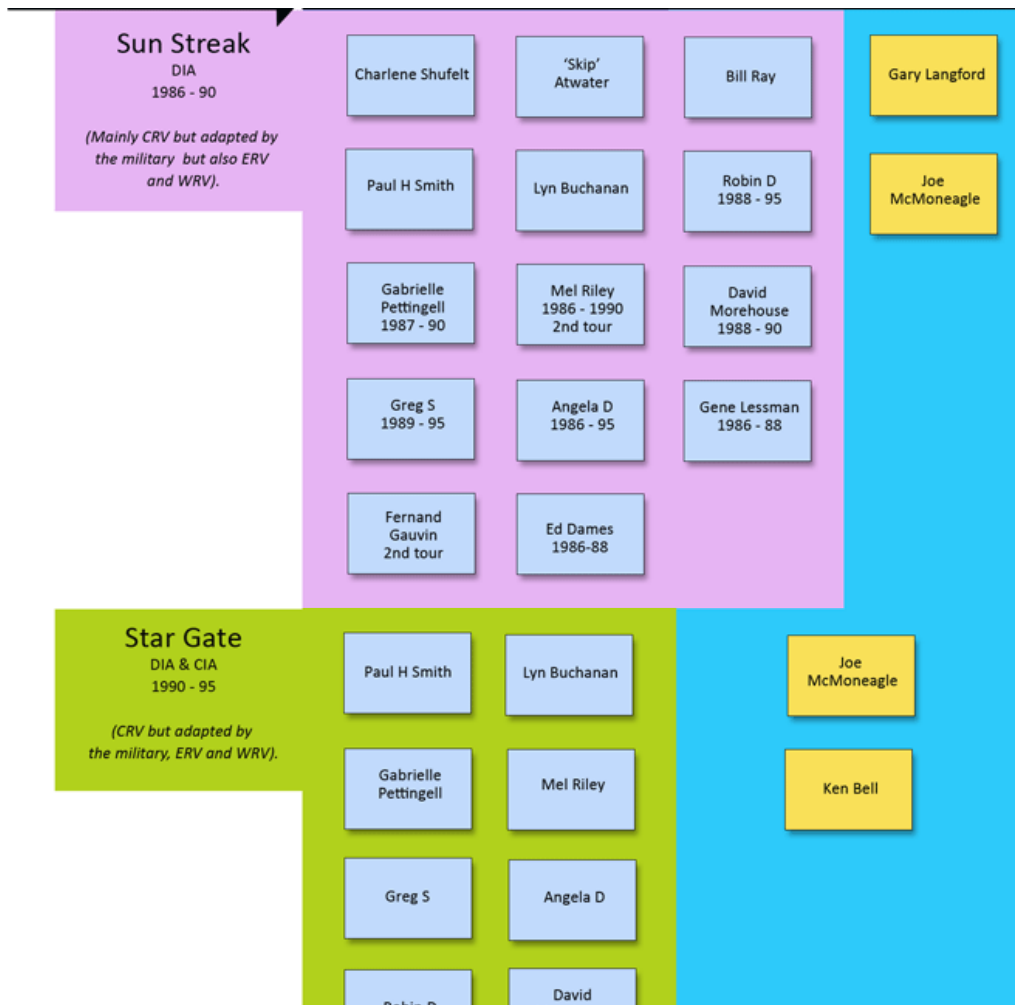 Sun Streak
DIA
1986 - 90
(Mainly CRV but adapted by
the military  but also ERV
and WRV).
Charlene Shufelt
‘Skip’
Atwater
Bill Ray
Gary Langford
Paul H Smith
Lyn Buchanan
Robin D
1988 - 95
Joe
McMoneagle
Gabrielle
Pettingell
1987 - 90
Mel Riley
1986 - 1990
2nd tour
David
Morehouse
1988 - 90
Greg S
1989 - 95
Angela D
1986 - 95
Gene Lessman
1986 - 88
Fernand
Gauvin
2nd tour
Ed Dames
1986-88
Star Gate
DIA & CIA
1990 - 95
(CRV but adapted by
the military, ERV and WRV).
Paul H Smith
Lyn Buchanan
Joe
McMoneagle
Gabrielle
Pettingell
Mel Riley
Ken Bell
Greg S
Angela D
Robin D
David